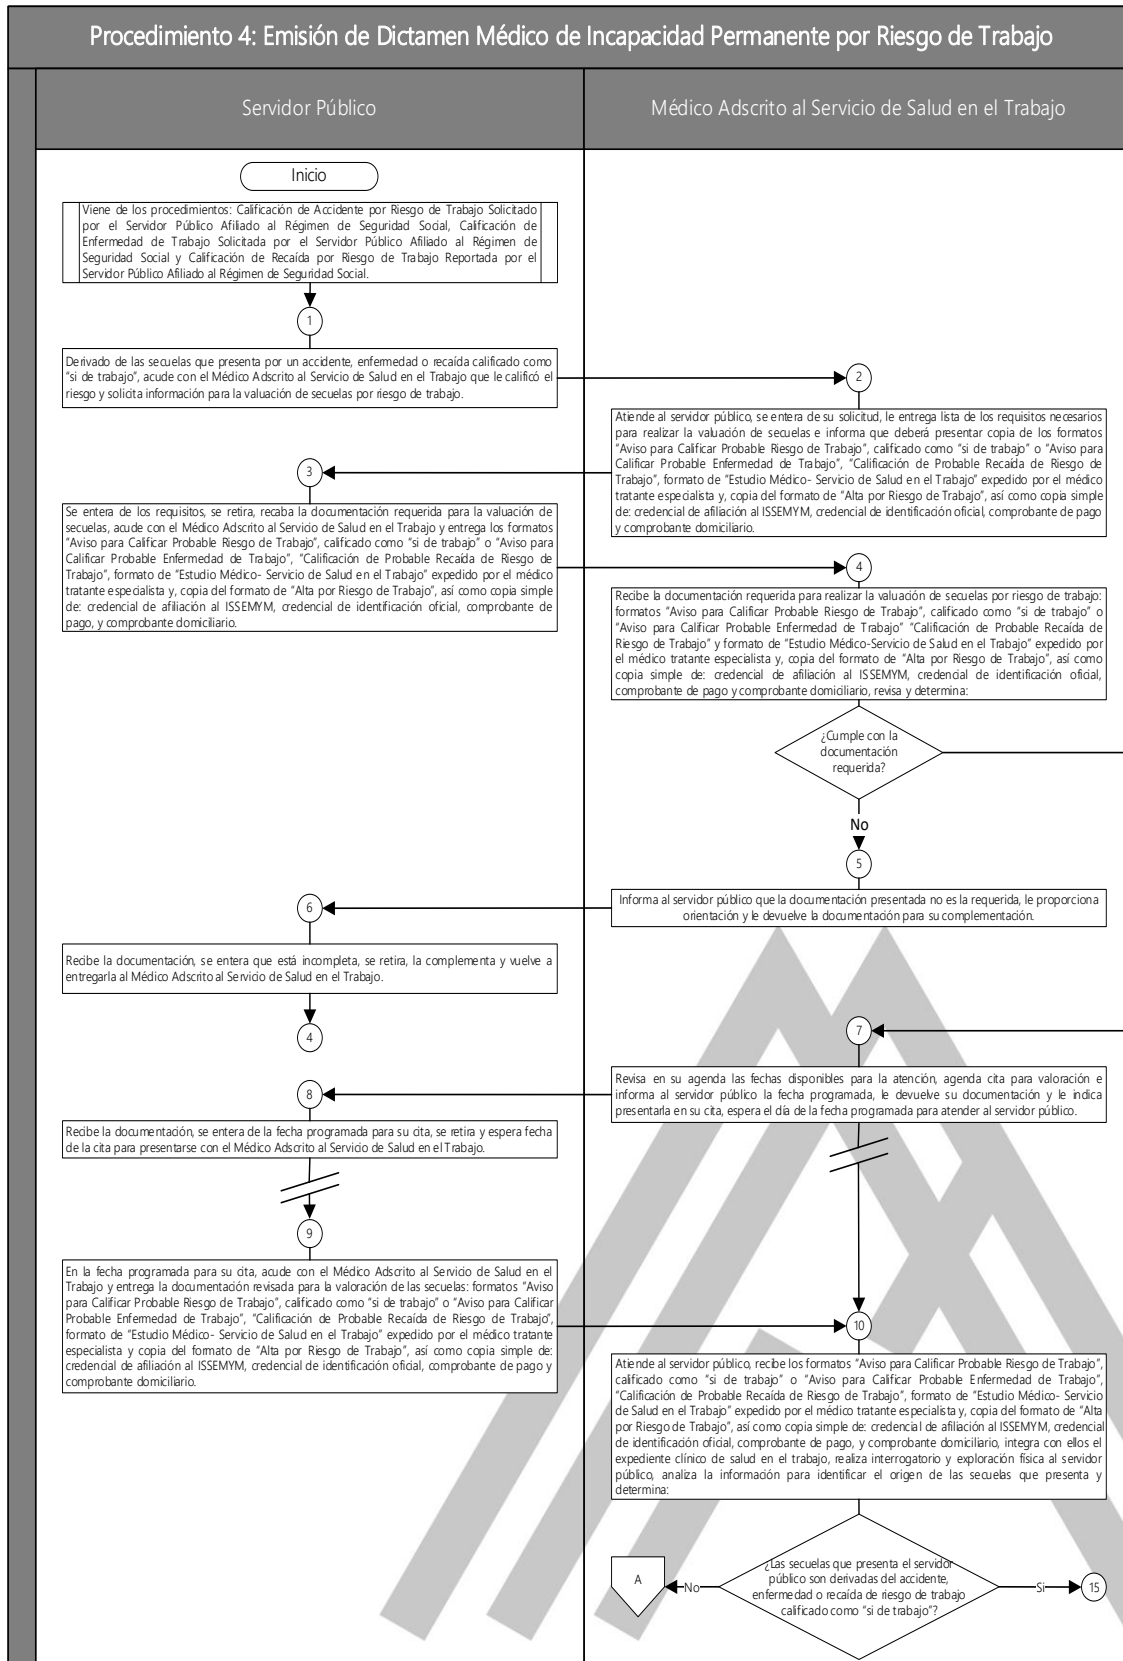 Procedimiento 4: Emisión de Dictamen Médico de Incapacidad Permanente por Riesgo de Trabajo
Servidor Público
Médico Adscrito al Servicio de Salud en el Trabajo
Inicio
Viene de los procedimientos: Calificación de Accidente por Riesgo de Trabajo Solicitado
por el Servidor Público Afiliado al Régimen de Seguridad Social, Calificación de
Enfermedad de Trabajo Solicitada por el Servidor Público Afiliado al Régimen de
Seguridad Social y Calificación de Recaída por Riesgo de Trabajo Reportada por el
Servidor Público Afiliado al Régimen de Seguridad Social.
1
Derivado de las secuelas que presenta por un accidente, enfermedad o recaída calificado como
“si de trabajo”, acude con el Médico Adscrito al Servicio de Salud en el Trabajo que le calificó el
riesgo y solicita información para la valuación de secuelas por riesgo de trabajo.
2
Atiende al servidor público, se entera de su solicitud, le entrega lista de los requisitos necesarios
para realizar la valuación de secuelas e informa que deberá presentar copia de los formatos
“Aviso para Calificar Probable Riesgo de Trabajo”, calificado como “si de trabajo” o “Aviso para
Calificar Probable Enfermedad de Trabajo”, “Calificación de Probable Recaída de Riesgo de
Trabajo”, formato de “Estudio Médico- Servicio de Salud en el Trabajo” expedido por el médico
tratante especialista y, copia del formato de “Alta por Riesgo de Trabajo”, así como copia simple
de: credencial de afiliación al ISSEMYM, credencial de identificación oficial, comprobante de pago
y comprobante domiciliario.
3
Se entera de los requisitos, se retira, recaba la documentación requerida para la valuación de
secuelas, acude con el Médico Adscrito al Servicio de Salud en el Trabajo y entrega los formatos
“Aviso para Calificar Probable Riesgo de Trabajo”, calificado como “si de trabajo” o “Aviso para
Calificar Probable Enfermedad de Trabajo”, “Calificación de Probable Recaída de Riesgo de
Trabajo”, formato de “Estudio Médico- Servicio de Salud en el Trabajo” expedido por el médico
tratante especialista y, copia del formato de “Alta por Riesgo de Trabajo”, así como copia simple
de: credencial de afiliación al ISSEMYM, credencial de identificación oficial, comprobante de
pago, y comprobante domiciliario.
4
Recibe la documentación requerida para realizar la valuación de secuelas por riesgo de trabajo:
formatos “Aviso para Calificar Probable Riesgo de Trabajo”, calificado como “si de trabajo” o
“Aviso para Calificar Probable Enfermedad de Trabajo” “Calificación de Probable Recaída de
Riesgo de Trabajo” y formato de “Estudio Médico-Servicio de Salud en el Trabajo” expedido por
el médico tratante especialista y, copia del formato de “Alta por Riesgo de Trabajo”, así como
copia simple de: credencial de afiliación al ISSEMYM, credencial de identificación oficial,
comprobante de pago y comprobante domiciliario, revisa y determina:
¿Cumple con la
documentación
requerida?
No
5
Informa al servidor público que la documentación presentada no es la requerida, le proporciona
orientación y le devuelve la documentación para su complementación.
6
Recibe la documentación, se entera que está incompleta, se retira, la complementa y vuelve a
entregarla al Médico Adscrito al Servicio de Salud en el Trabajo.
4
7
Revisa en su agenda las fechas disponibles para la atención, agenda cita para valoración e
informa al servidor público la fecha programada, le devuelve su documentación y le indica
presentarla en su cita, espera el día de la fecha programada para atender al servidor público.
8
Recibe la documentación, se entera de la fecha programada para su cita, se retira y espera fecha
de la cita para presentarse con el Médico Adscrito al Servicio de Salud en el Trabajo.
9
En la fecha programada para su cita, acude con el Médico Adscrito al Servicio de Salud en el
Trabajo y entrega la documentación revisada para la valoración de las secuelas: formatos “Aviso
para Calificar Probable Riesgo de Trabajo”, calificado como “si de trabajo” o “Aviso para Calificar
Probable Enfermedad de Trabajo”, “Calificación de Probable Recaída de Riesgo de Trabajo”,
formato de “Estudio Médico- Servicio de Salud en el Trabajo” expedido por el médico tratante
especialista y copia del formato de “Alta por Riesgo de Trabajo”, así como copia simple de:
credencial de afiliación al ISSEMYM, credencial de identificación oficial, comprobante de pago y
comprobante domiciliario.
10
Atiende al servidor público, recibe los formatos “Aviso para Calificar Probable Riesgo de Trabajo”,
calificado como “si de trabajo” o “Aviso para Calificar Probable Enfermedad de Trabajo”,
“Calificación de Probable Recaída de Riesgo de Trabajo”, formato de “Estudio Médico- Servicio
de Salud en el Trabajo” expedido por el médico tratante especialista y, copia del formato de “Alta
por Riesgo de Trabajo”, así como copia simple de: credencial de afiliación al ISSEMYM, credencial
de identificación oficial, comprobante de pago, y comprobante domiciliario, integra con ellos el
expediente clínico de salud en el trabajo, realiza interrogatorio y exploración física al servidor
público, analiza la información para identificar el origen de las secuelas que presenta y
determina:
¿Las secuelas que presenta el servidor
público son derivadas del accidente,
enfermedad o recaída de riesgo de trabajo
calificado como “si de trabajo”?
A
No
Si
15